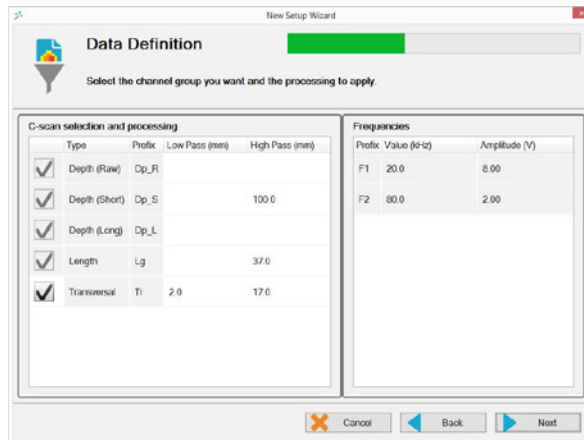 New Setup Wizard
Data Definition
Select the channel group you want and the processing to apply.
C-scan selection and processing
Type Prefix Low Pass (mm) High Pass (mm)
Depth (Raw) Dp_R
Depth (Short) Dp_S 100.0
Depth (Long) Dp_L
Length Lg 37.0
Transversal Tr 2.0 17.0
Frequencies
Prefix Value (kHz) Amplitude (V)
F1 20.0 8.00
F2 80.0 2.00
Cancel Back Next